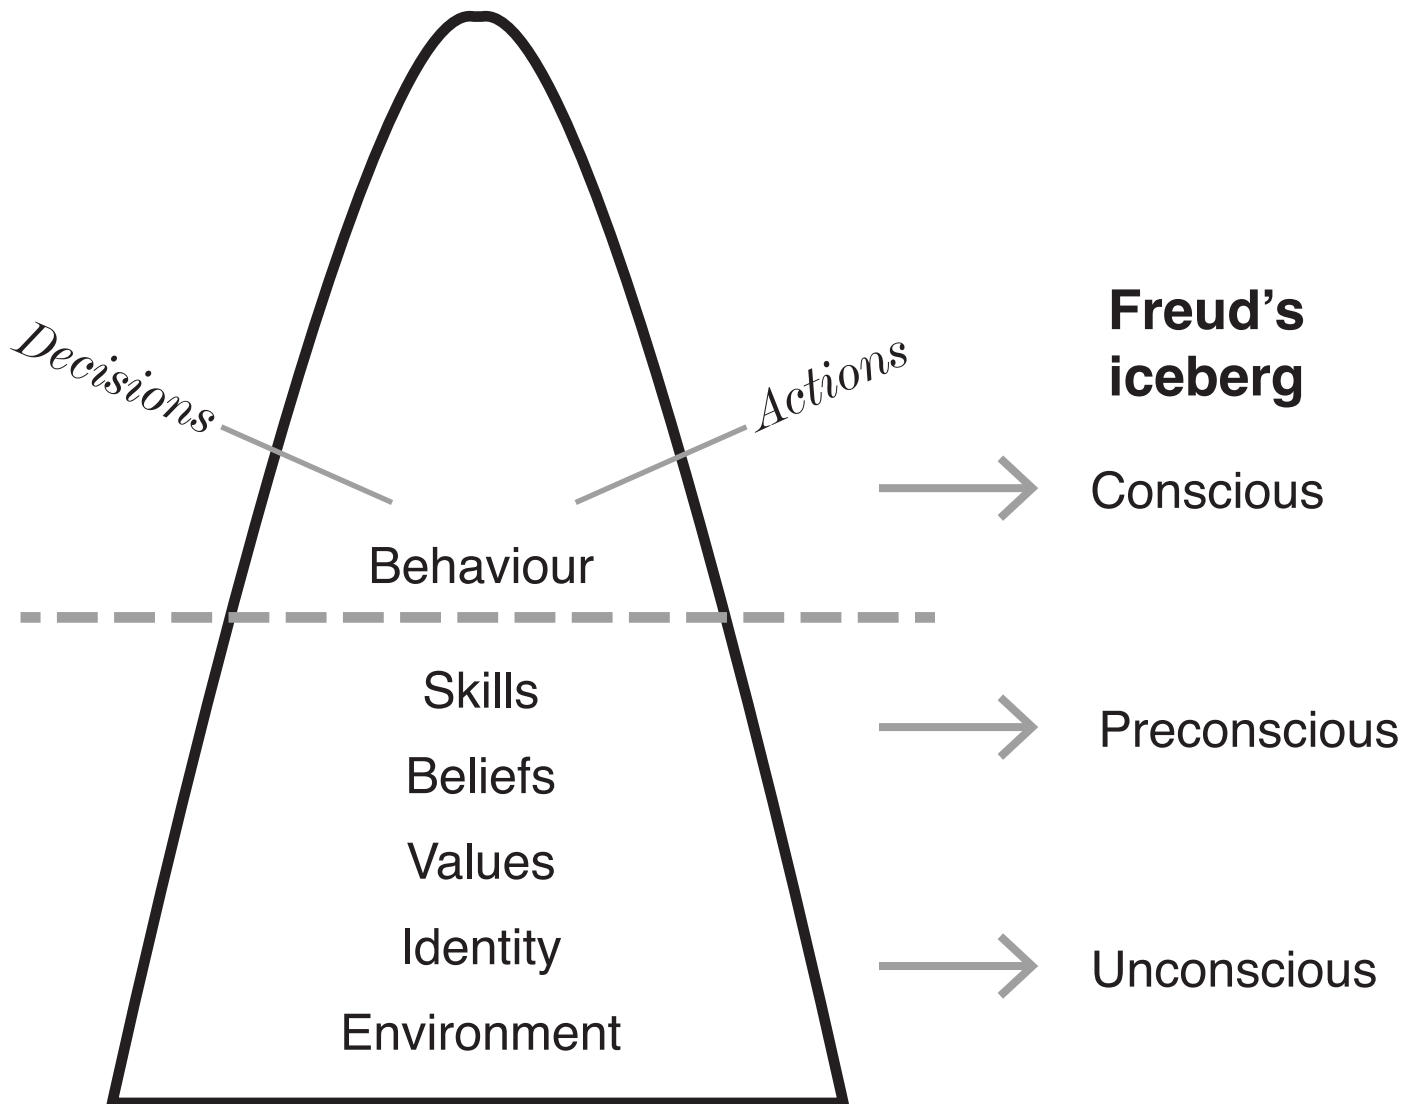 Decisions
Actions
Freud's
iceberg
Conscious
Behaviour
Skills
Preconscious
Beliefs
Values
Identity
Unconscious
Environment